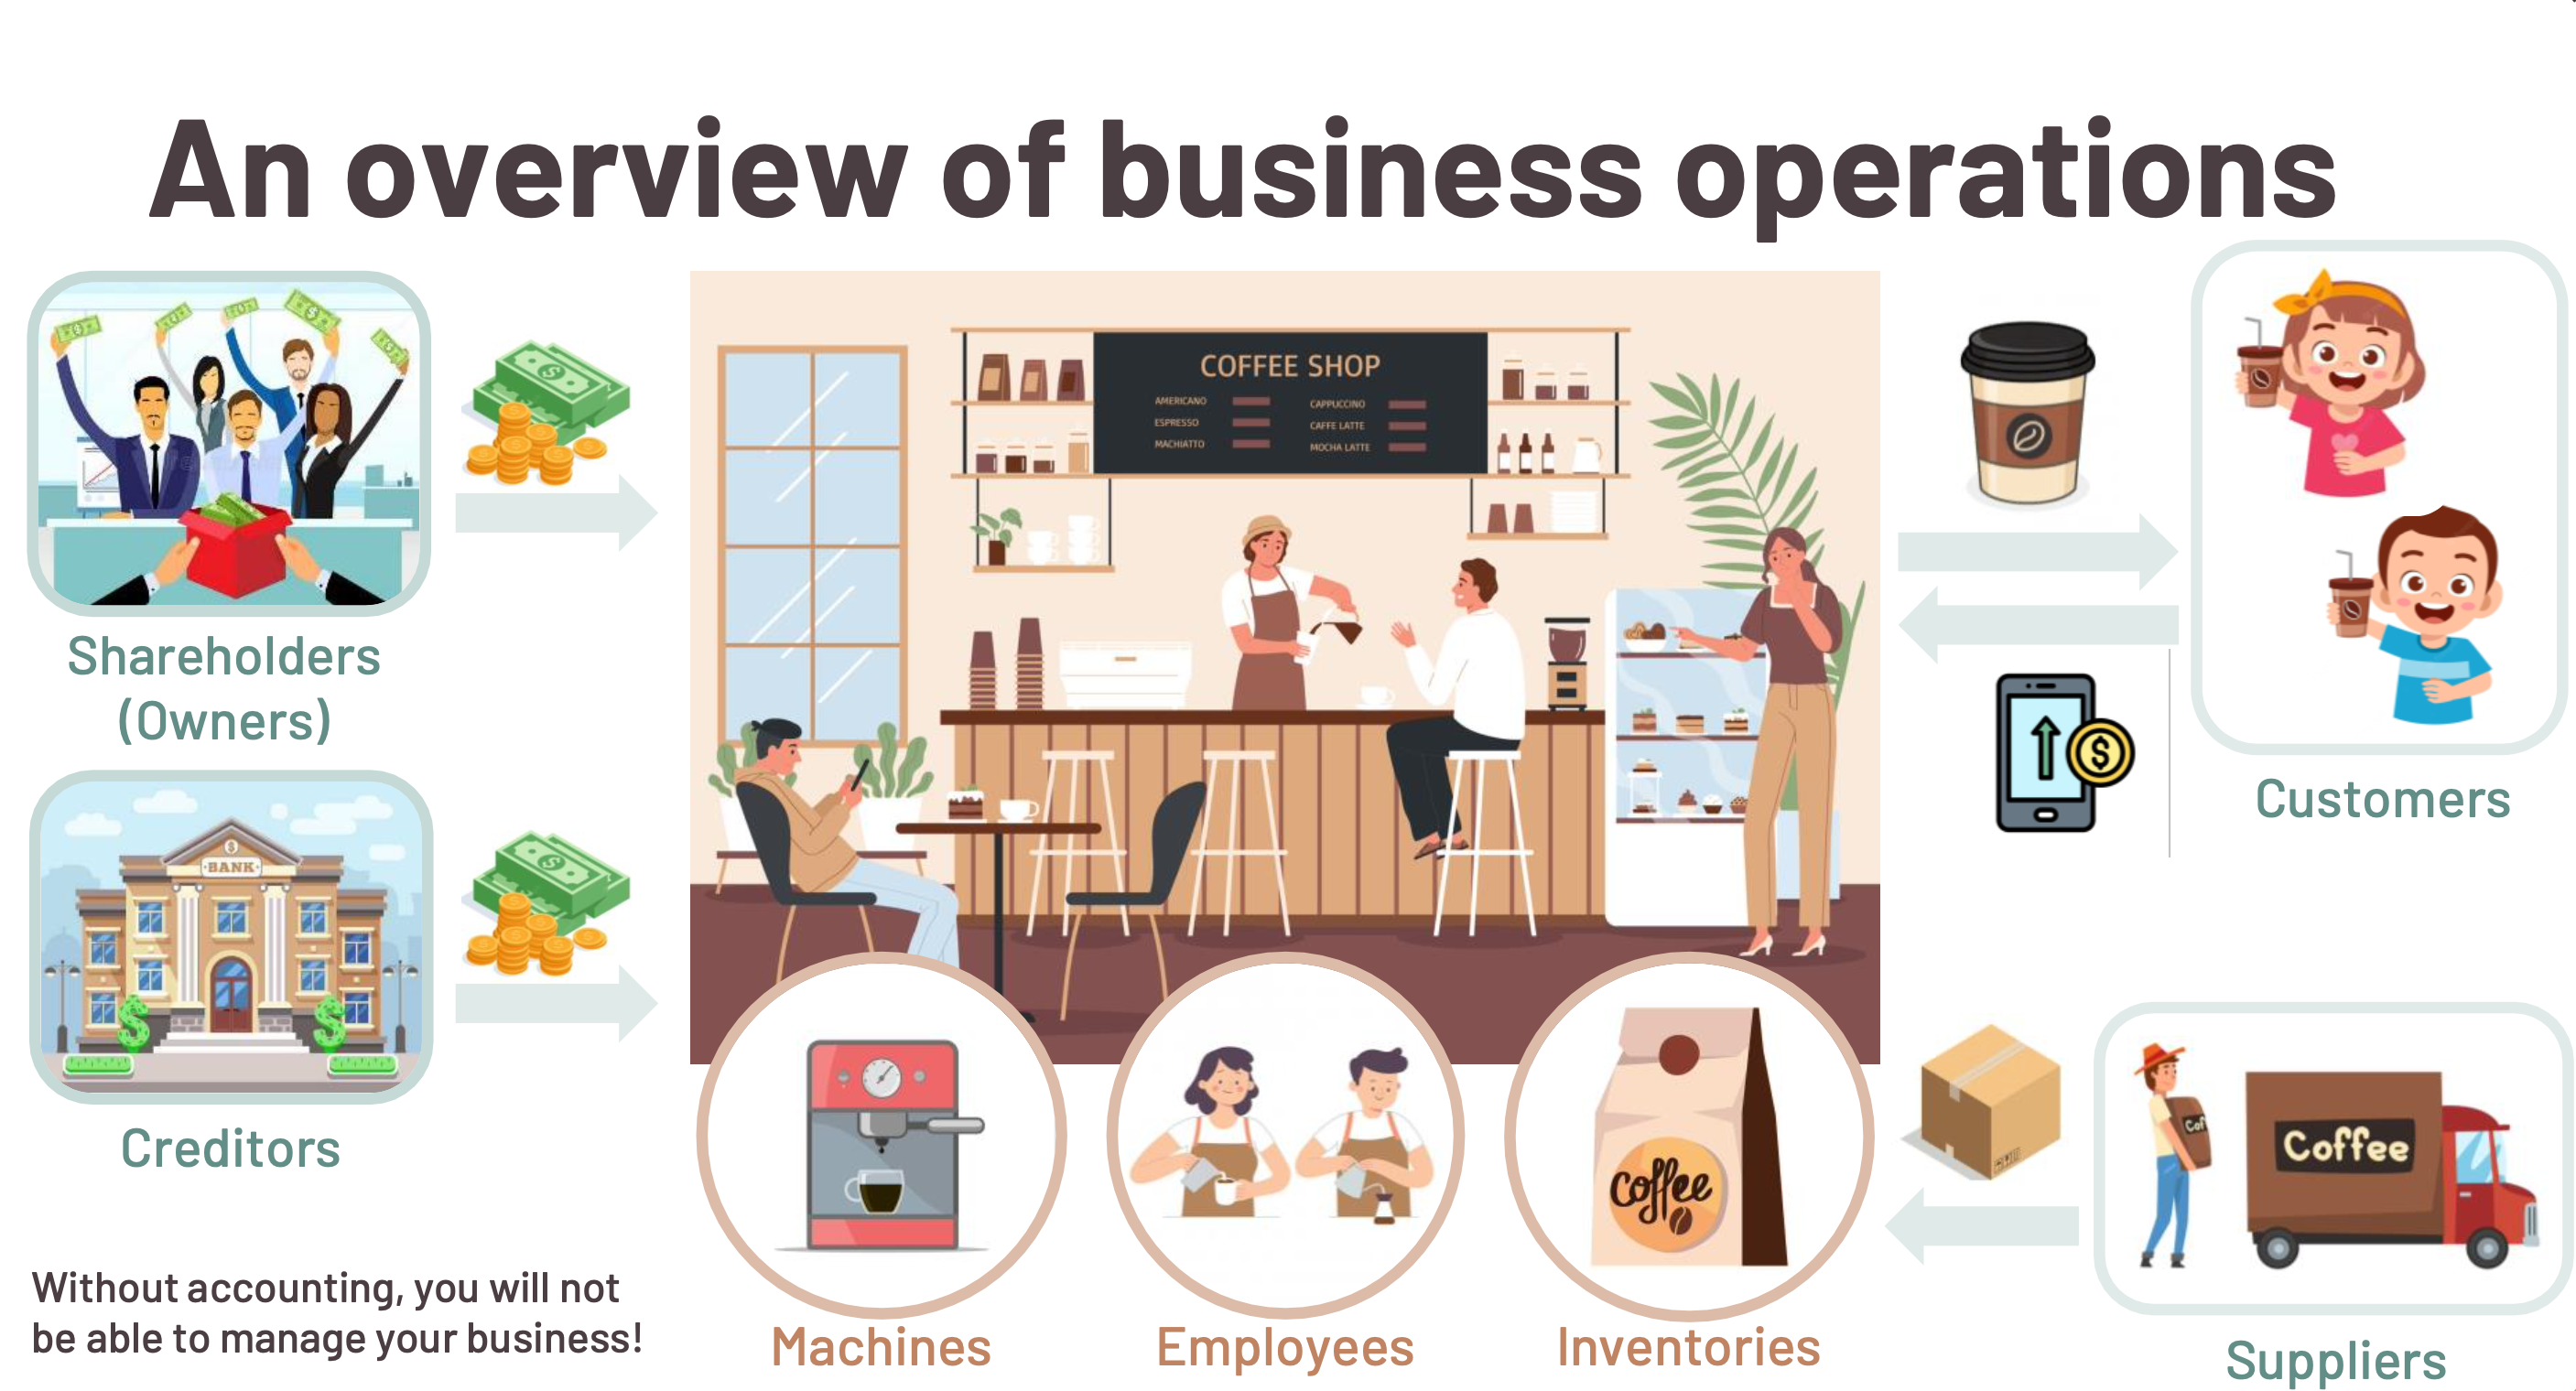 An overview of business operations
Shareholders
(Owners)
BANK
Creditors
Without accounting, you will not
be able to manage your business!
COFFEE SHOP
AMERICANO
ESPRESSO
MACHIATTO
CAPPUCCINO
CAFFE LATTE
MOCHA LATTE
Machines
Employees
coffee
Inventories
Customers
Cof
Coffee
Suppliers